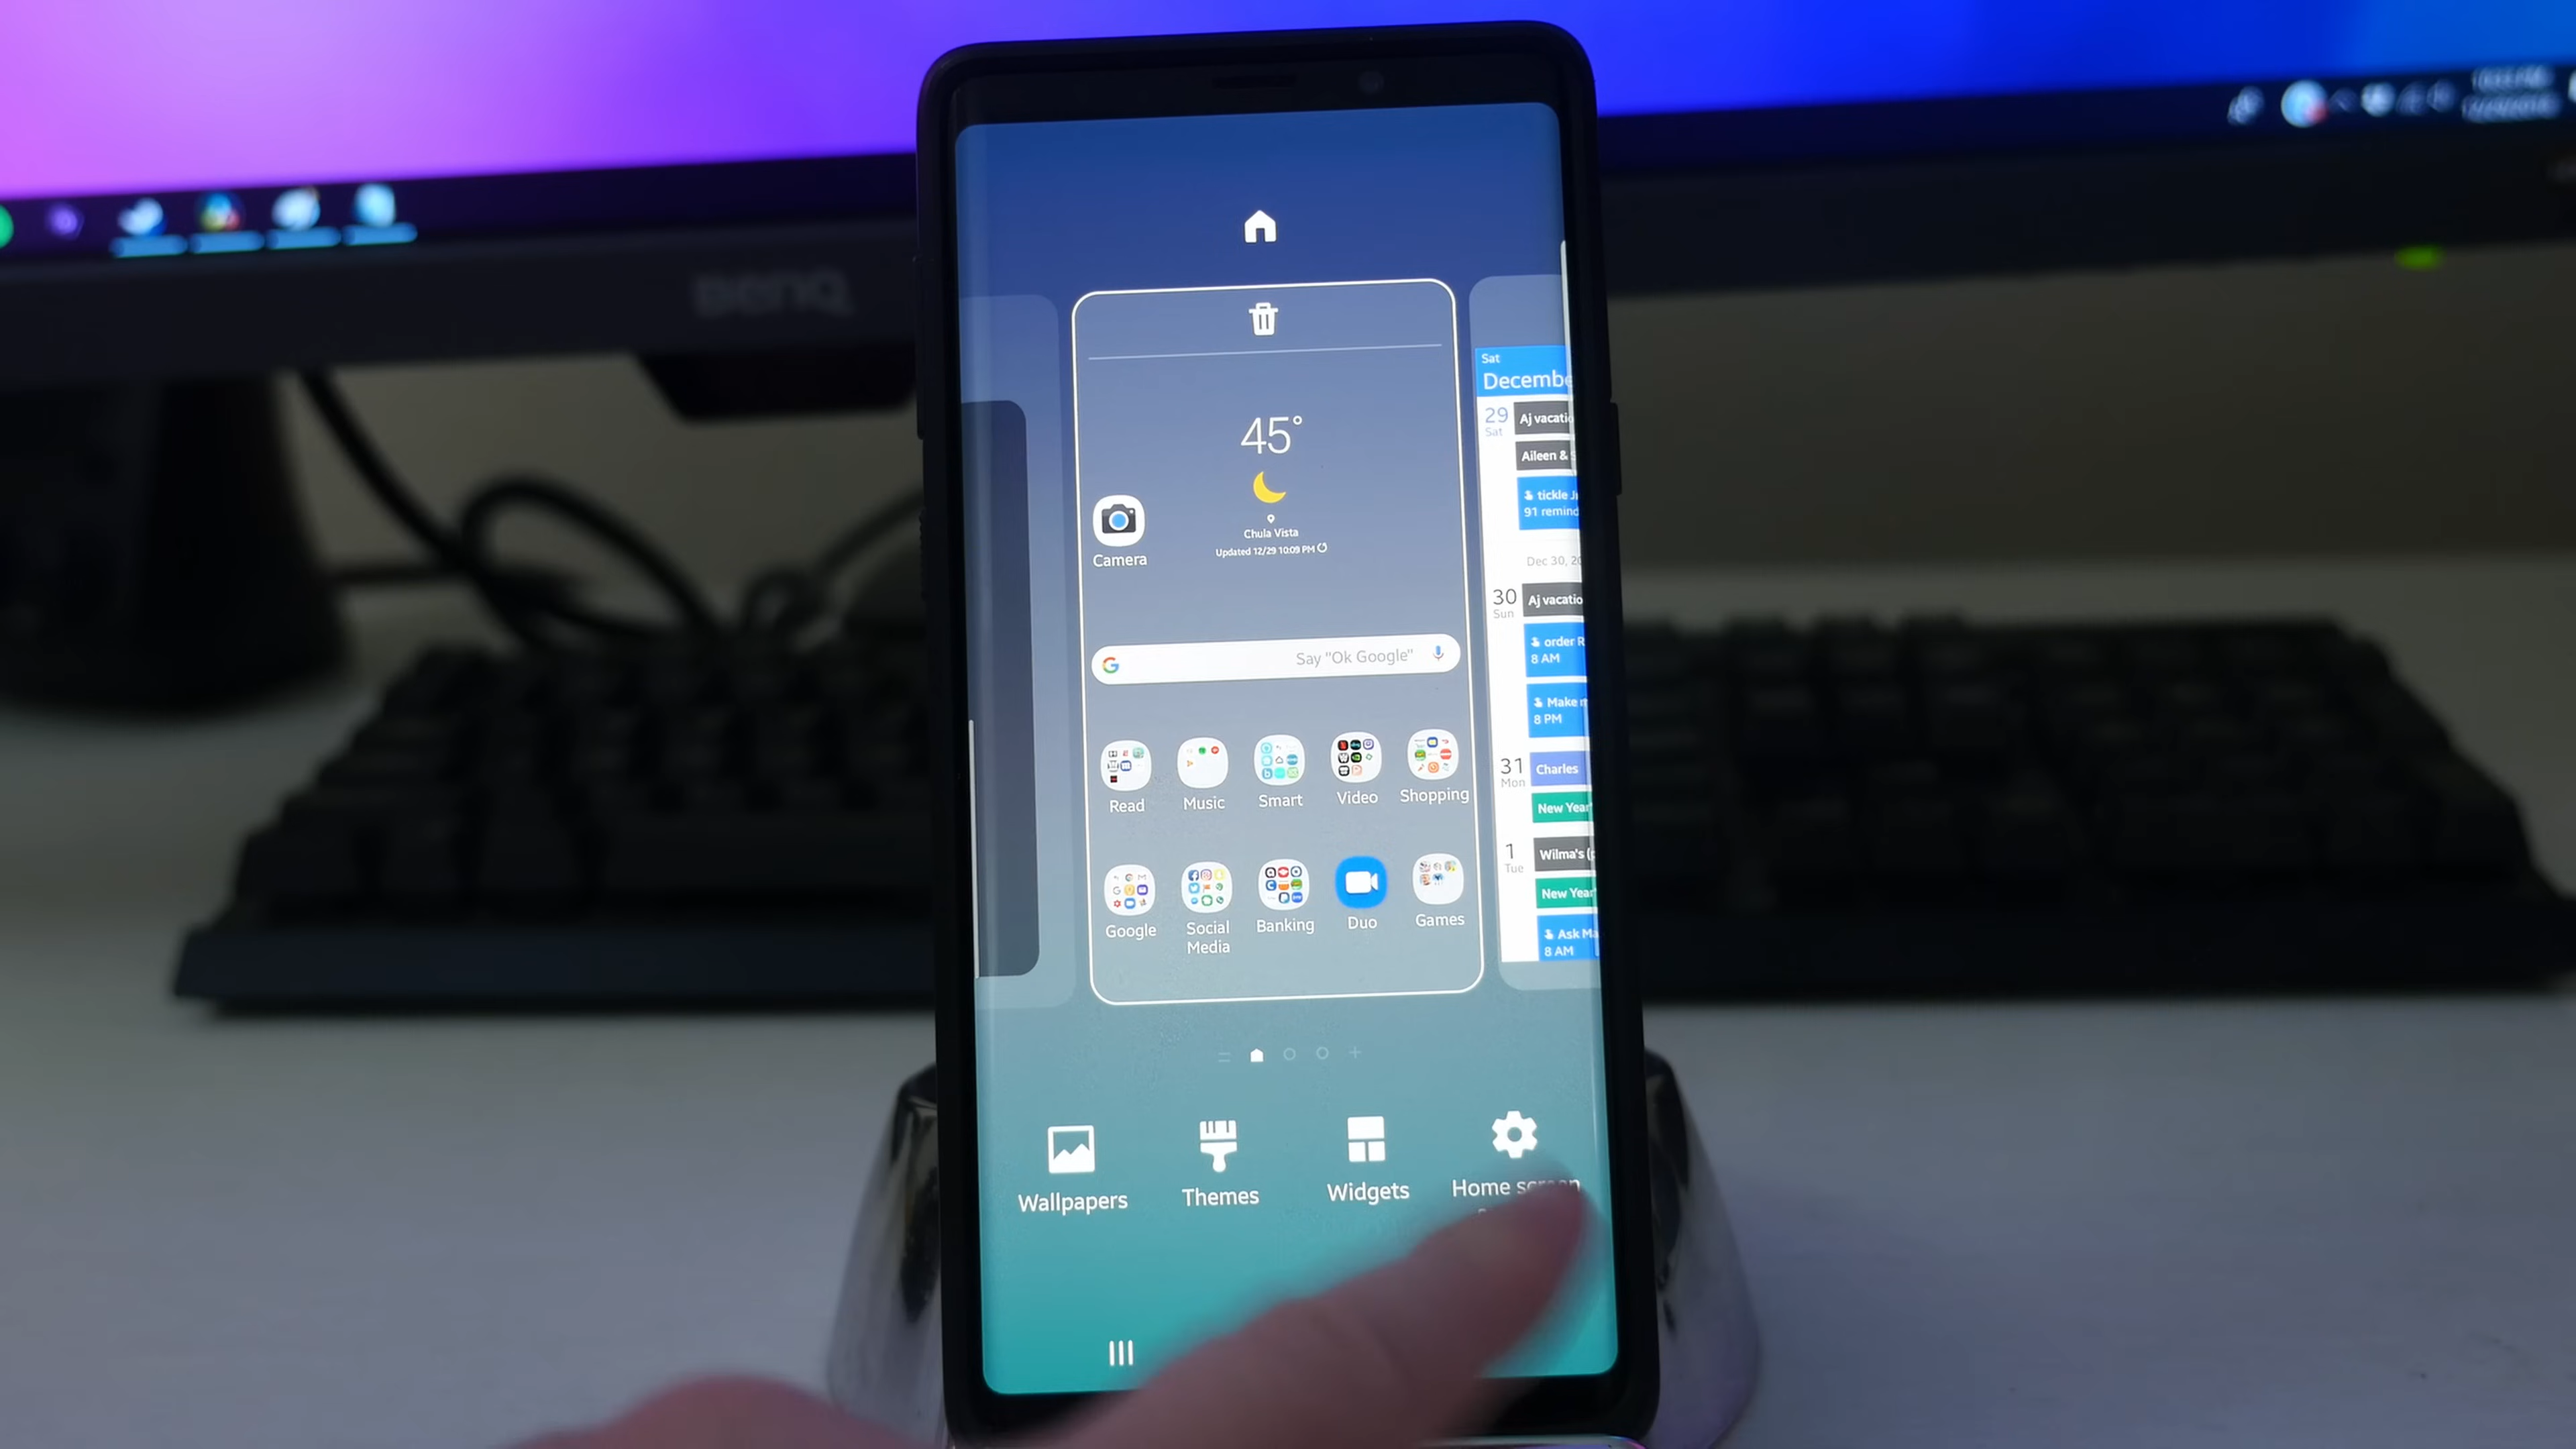 BenQ
45°
Chula Vista
Updated 12/29 10:09 PM
Camera
Say "Ok Google"
Read
Music
Smart
Video
Shopping
Google
Social
Media
Banking
Duo
Games
Sat
Decembe
29
Sat
Aj vacatio
Aileen &
tickle
91 remind
Dec 30, 20
30
Sun
Aj vacatio
order R
8 AM
Make
8 PM
31
Mon
Charles
New Year'
1
Tue
Wilma's (
New Year'
Ask Ma
8 AM
Wallpapers
Themes
Widgets
Home screen